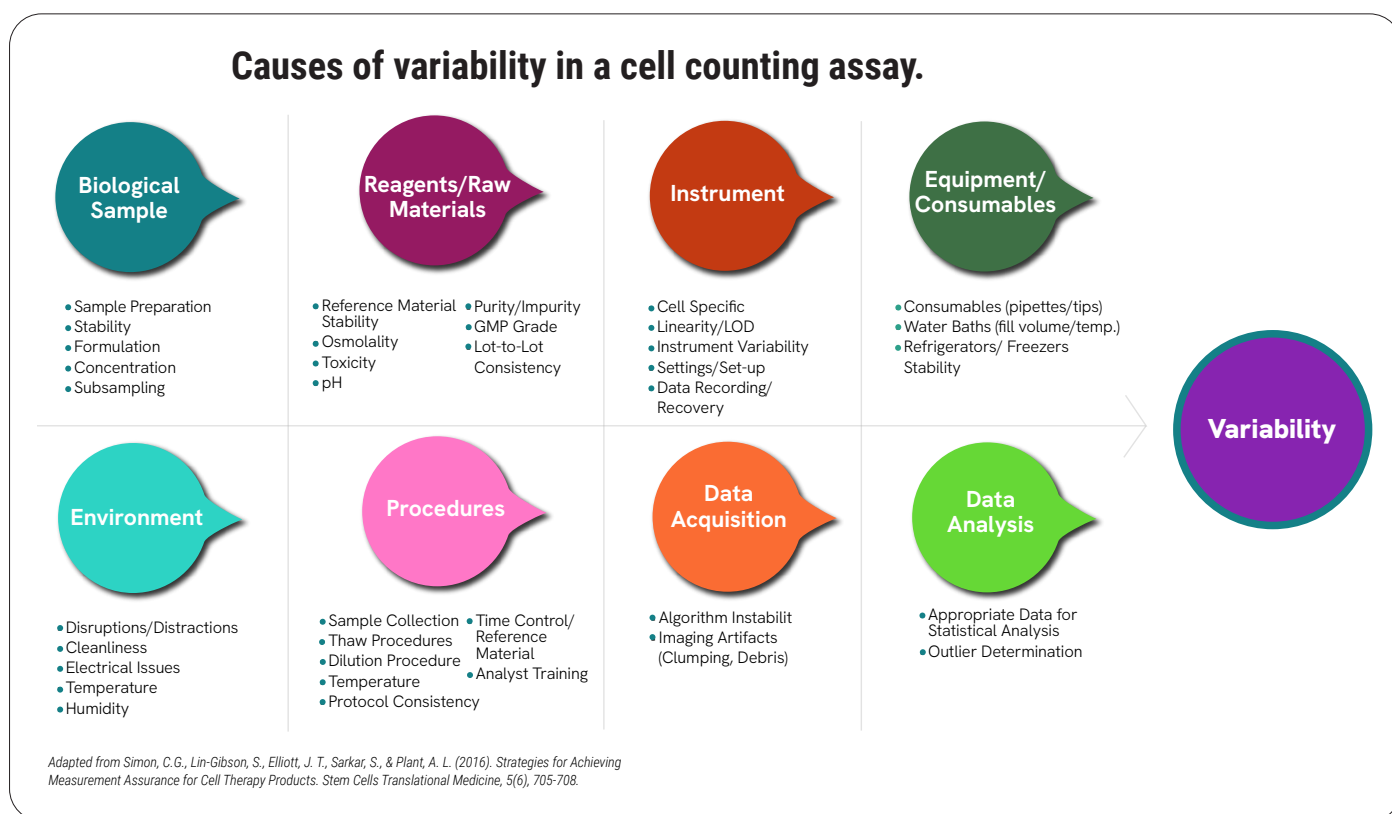 Causes of variability in a cell counting assay.
Biological
Sample
• Sample Preparation
• Stability
• Formulation
• Concentration
• Subsampling
Reagents/Raw
Materials
• Reference Material
Stability
• Osmolality
• Toxicity
• pH
• Purity/Impurity
• GMP Grade
• Lot-to-Lot
Consistency
Instrument
• Cell Specific
• Linearity/LOD
• Instrument Variability
• Settings/Set-up
• Data Recording/
Recovery
Equipment/
Consumables
• Consumables (pipettes/tips)
• Water Baths (fill volume/temp.)
• Refrigerators/ Freezers
Stability
Environment
• Disruptions/Distractions
• Cleanliness
• Electrical Issues
• Temperature
• Humidity
Procedures
• Sample Collection
• Thaw Procedures
• Dilution Procedure
• Temperature
• Protocol Consistency
• Time Control/
Reference
Material
• Analyst Training
Data
Acquisition
• Algorithm Instabilit
• Imaging Artifacts
(Clumping, Debris)
Data
Analysis
• Appropriate Data for
Statistical Analysis
• Outlier Determination
Variability
Adapted from Simon, C.G., Lin-Gibson, S., Elliott, J. T., Sarkar, S., & Plant, A. L. (2016). Strategies for Achieving
Measurement Assurance for Cell Therapy Products. Stem Cells Translational Medicine, 5(6), 705-708.